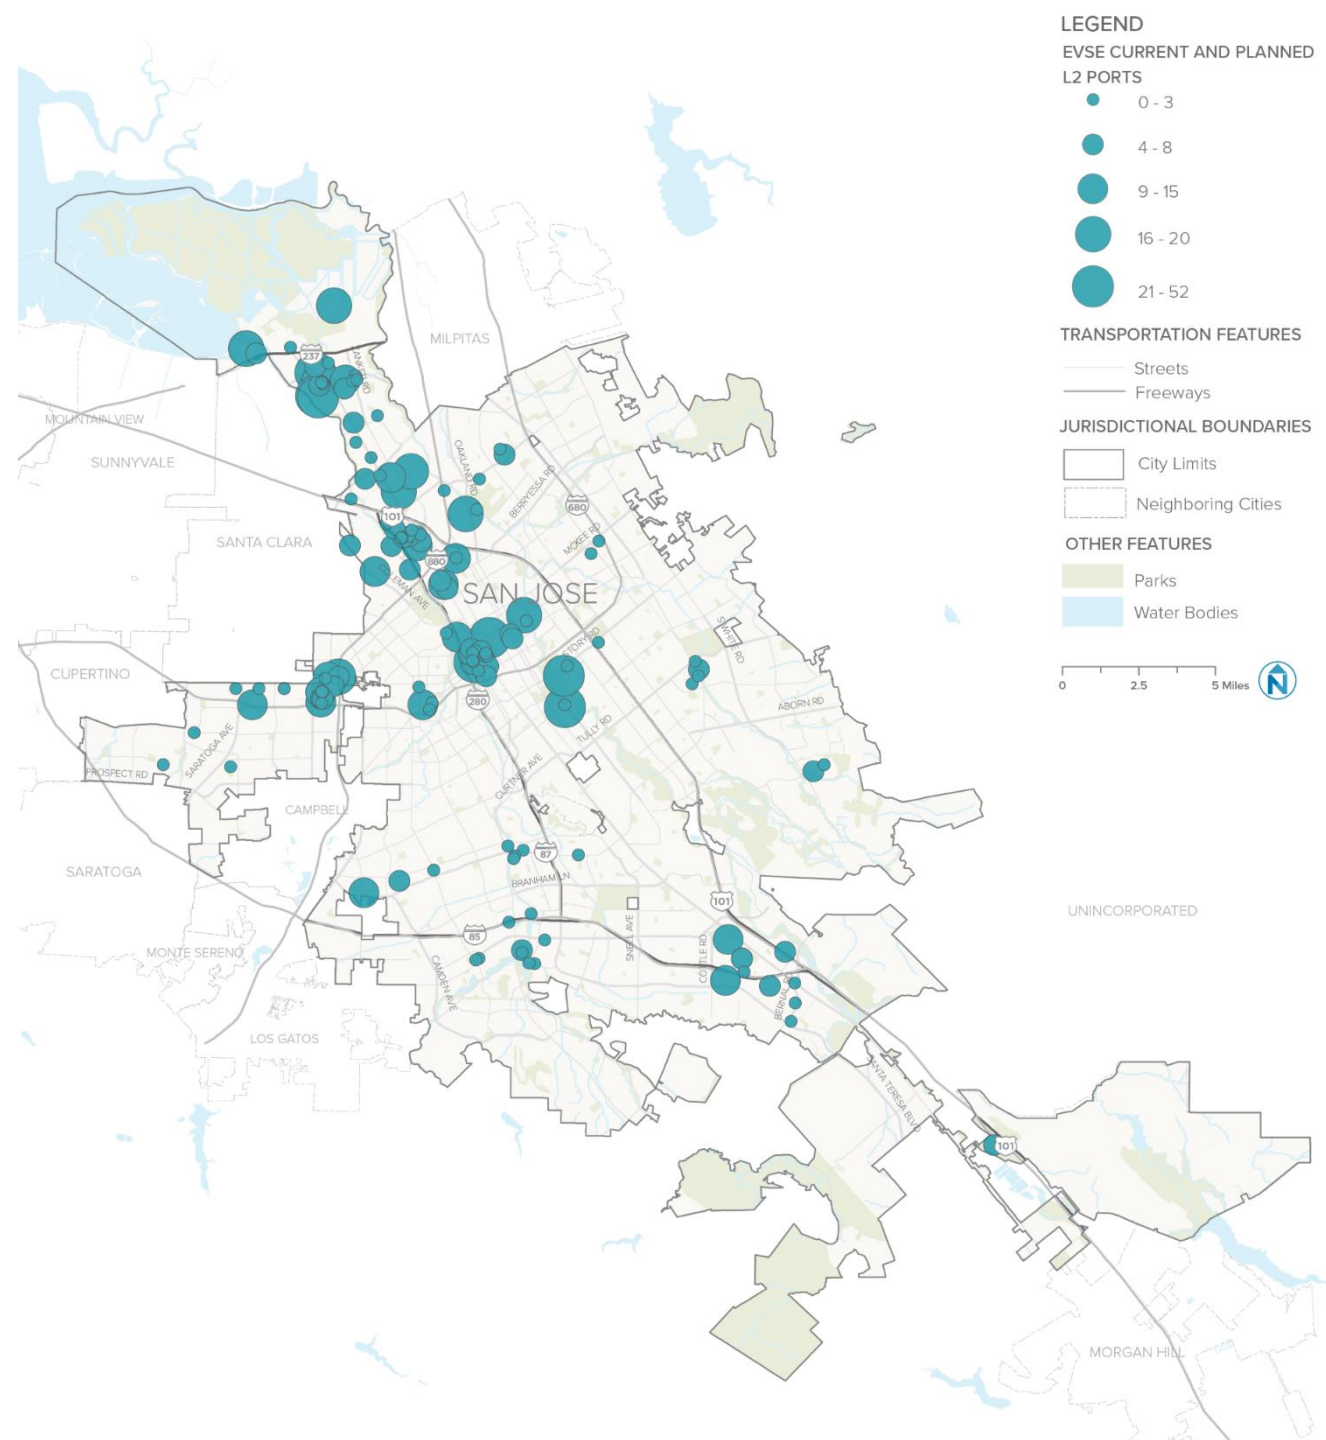 LEGEND
EVSE CURRENT AND PLANNED
L2 PORTS
0 - 3
4 - 8
9 - 15
16 - 20
21 - 52
TRANSPORTATION FEATURES
Streets
Freeways
JURISDICTIONAL BOUNDARIES
City Limits
Neighboring Cities
OTHER FEATURES
Parks
Water Bodies
0 2.5 5 Miles
N
MILPITAS
237
MOUNTAIN VIEW
SUNNYVALE
OAKLAND RD
BERRYESSA RD
680
101
SANTA CLARA
MCKEE RD
880
SAN JOSE
STORY RD
S WHITE RD
CUPERTINO
280
ABORN RD
TULLY RD
SARATOGA AVE
PROSPECT RD
CURTNER AVE
CAMPBELL
87
SARATOGA
BRANHAM LN
101
UNINCORPORATED
85
SNELL AVE
COTTLE RD
MONTE SERENO
CAMDEN AVE
BERNAL RD
LOS GATOS
SANTA TERESA BLVD
101
MORGAN HILL